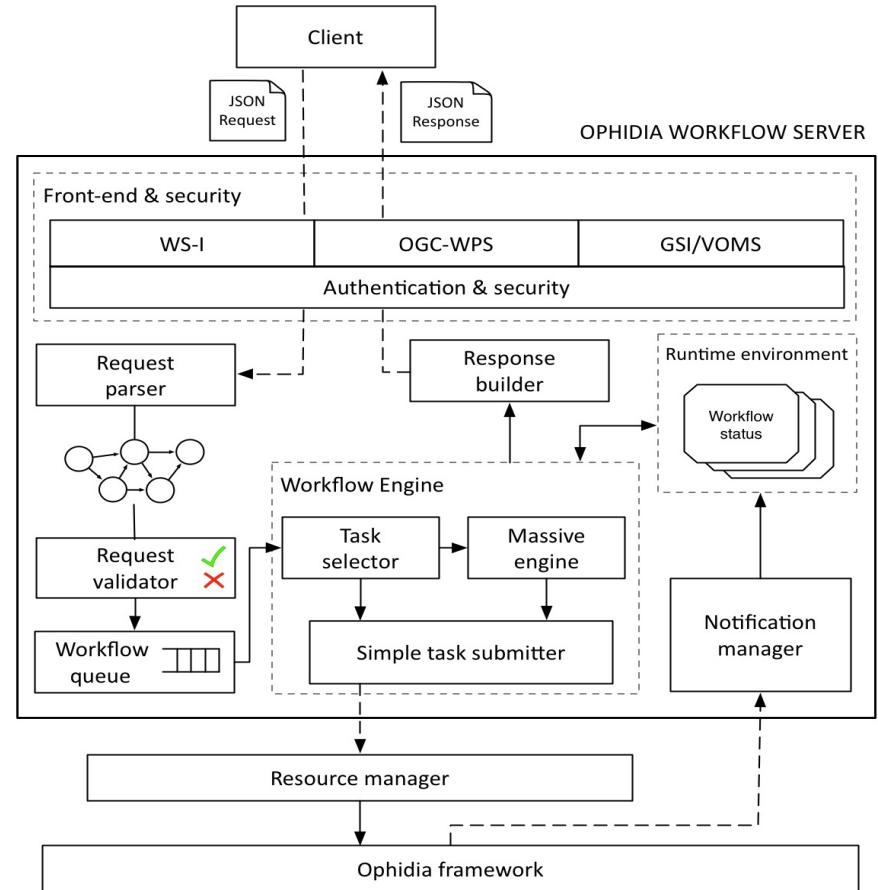 Client
JSON
Request
JSON
Response
OPHIDIA WORKFLOW SERVER
Front-end & security
WS-I
OGC-WPS
GSI/VOMS
Authentication & security
Request
parser
Response
builder
Runtime environment
Workflow
status
Workflow Engine
Task
selector
Massive
engine
Request
validator
Workflow
queue
Simple task submitter
Notification
manager
Resource manager
Ophidia framework